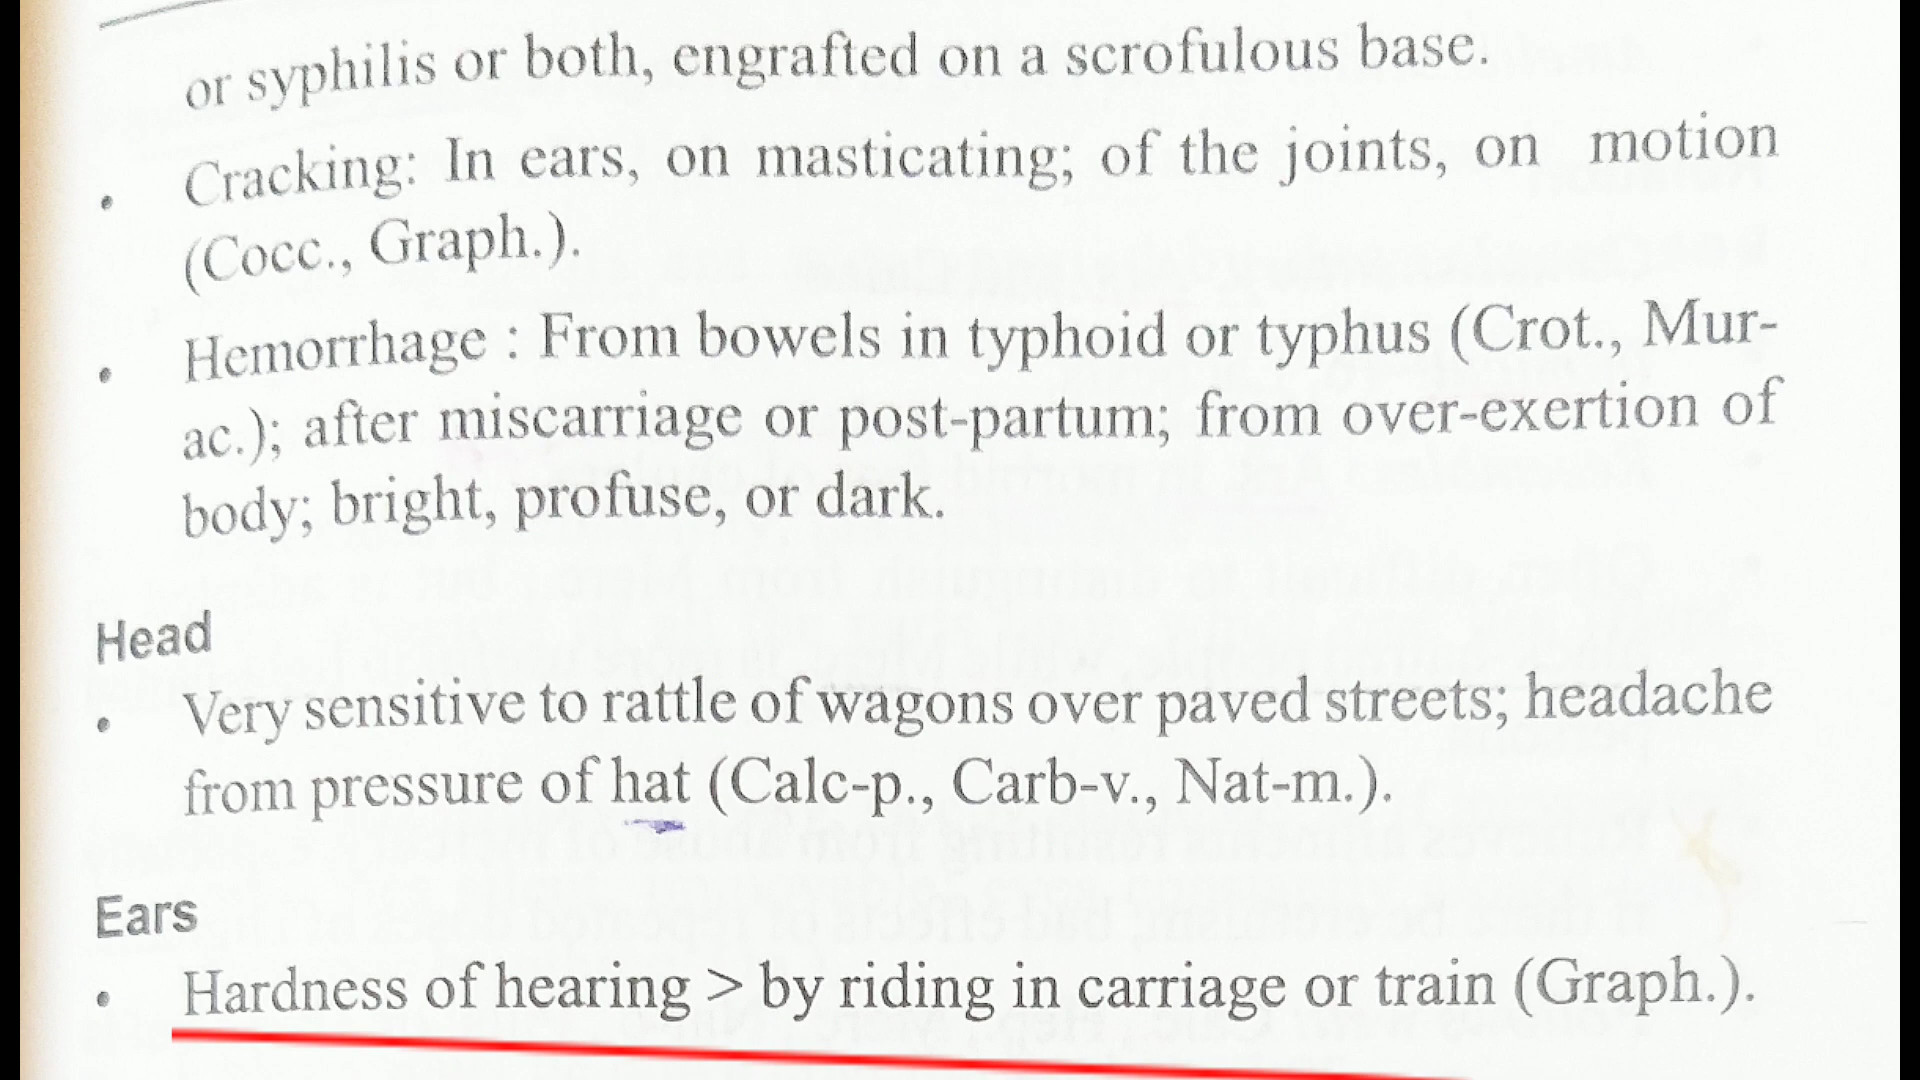 or syphilis or both, engrafted on a scrofulous base.
• Cracking: In ears, on masticating; of the joints, on motion
(Cocc., Graph.).
• Hemorrhage : From bowels in typhoid or typhus (Crot., Mur-
ac.); after miscarriage or post-partum; from over-exertion of
body; bright, profuse, or dark.
Head
• Very sensitive to rattle of wagons over paved streets; headache
from pressure of hat (Calc-p., Carb-v., Nat-m.).
Ears
• Hardness of hearing > by riding in carriage or train (Graph.).